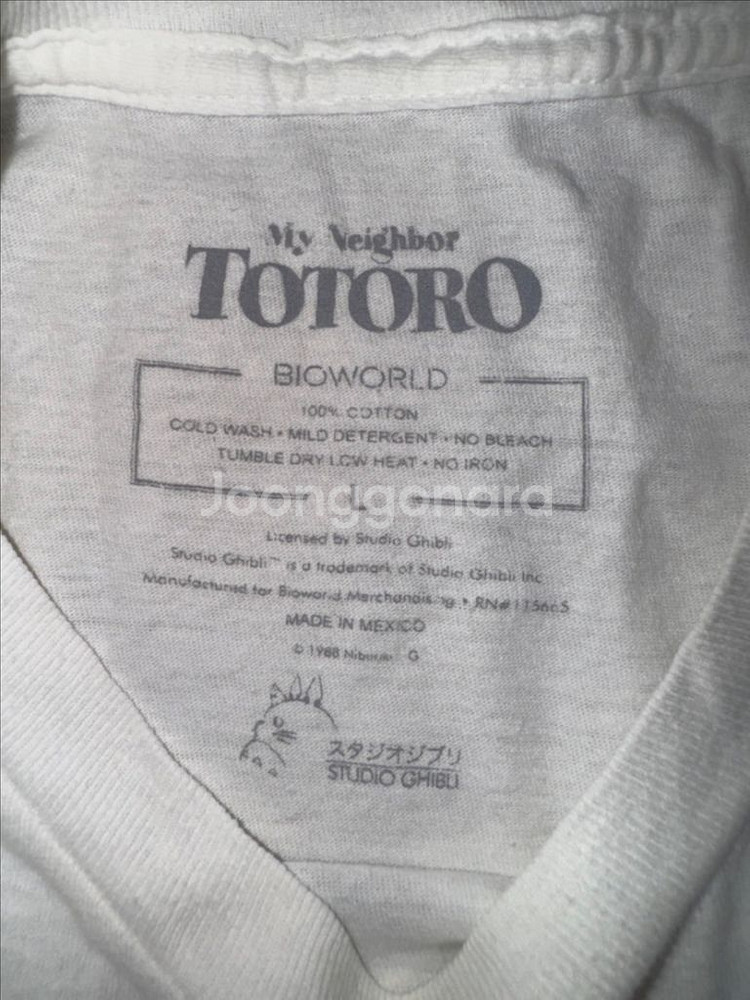 My Neighbor
TOTORO
BIOWORLD
100% COTTON
COLD WASH • MILD DETERGENT • NO BLEACH
TUMBLE DRY LOW HEAT • NO IRON
L
Joonggonara
Licensed by Studio Ghibli
Studio Ghibli™ is a trademark of Studio Ghibli Inc
Manufactured for Bioworld Merchandising •
MADE IN MEXICO
© 1988 G
スタジオジブリ
STUDIO GHIBLI